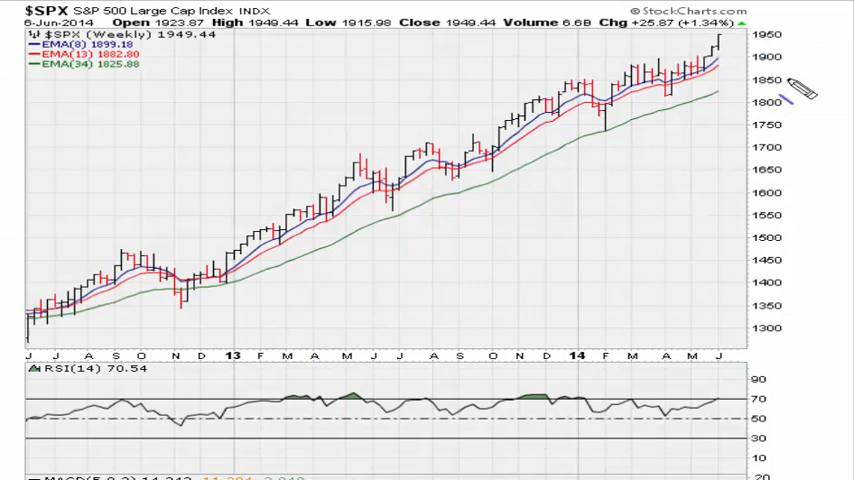 $SPX S&P 500 Large Cap Index INDX © StockCharts.com
6-Jun-2014 Open 1923.87 High 1949.44 Low 1915.98 Close 1949.44 Volume 6.6B Chg +25.87 (+1.34%)
$SPX (Weekly) 1949.44
EMA(8) 1899.18
EMA(13) 1882.80
EMA(34) 1825.88
1950
1900
1850
1800
1750
1700
1650
1600
1550
1500
1450
1400
1350
1300
J J A S O N D 13 F M A M J J A S O N D 14 F M A M J
RSI(14) 70.54
90
70
50
30
10
20